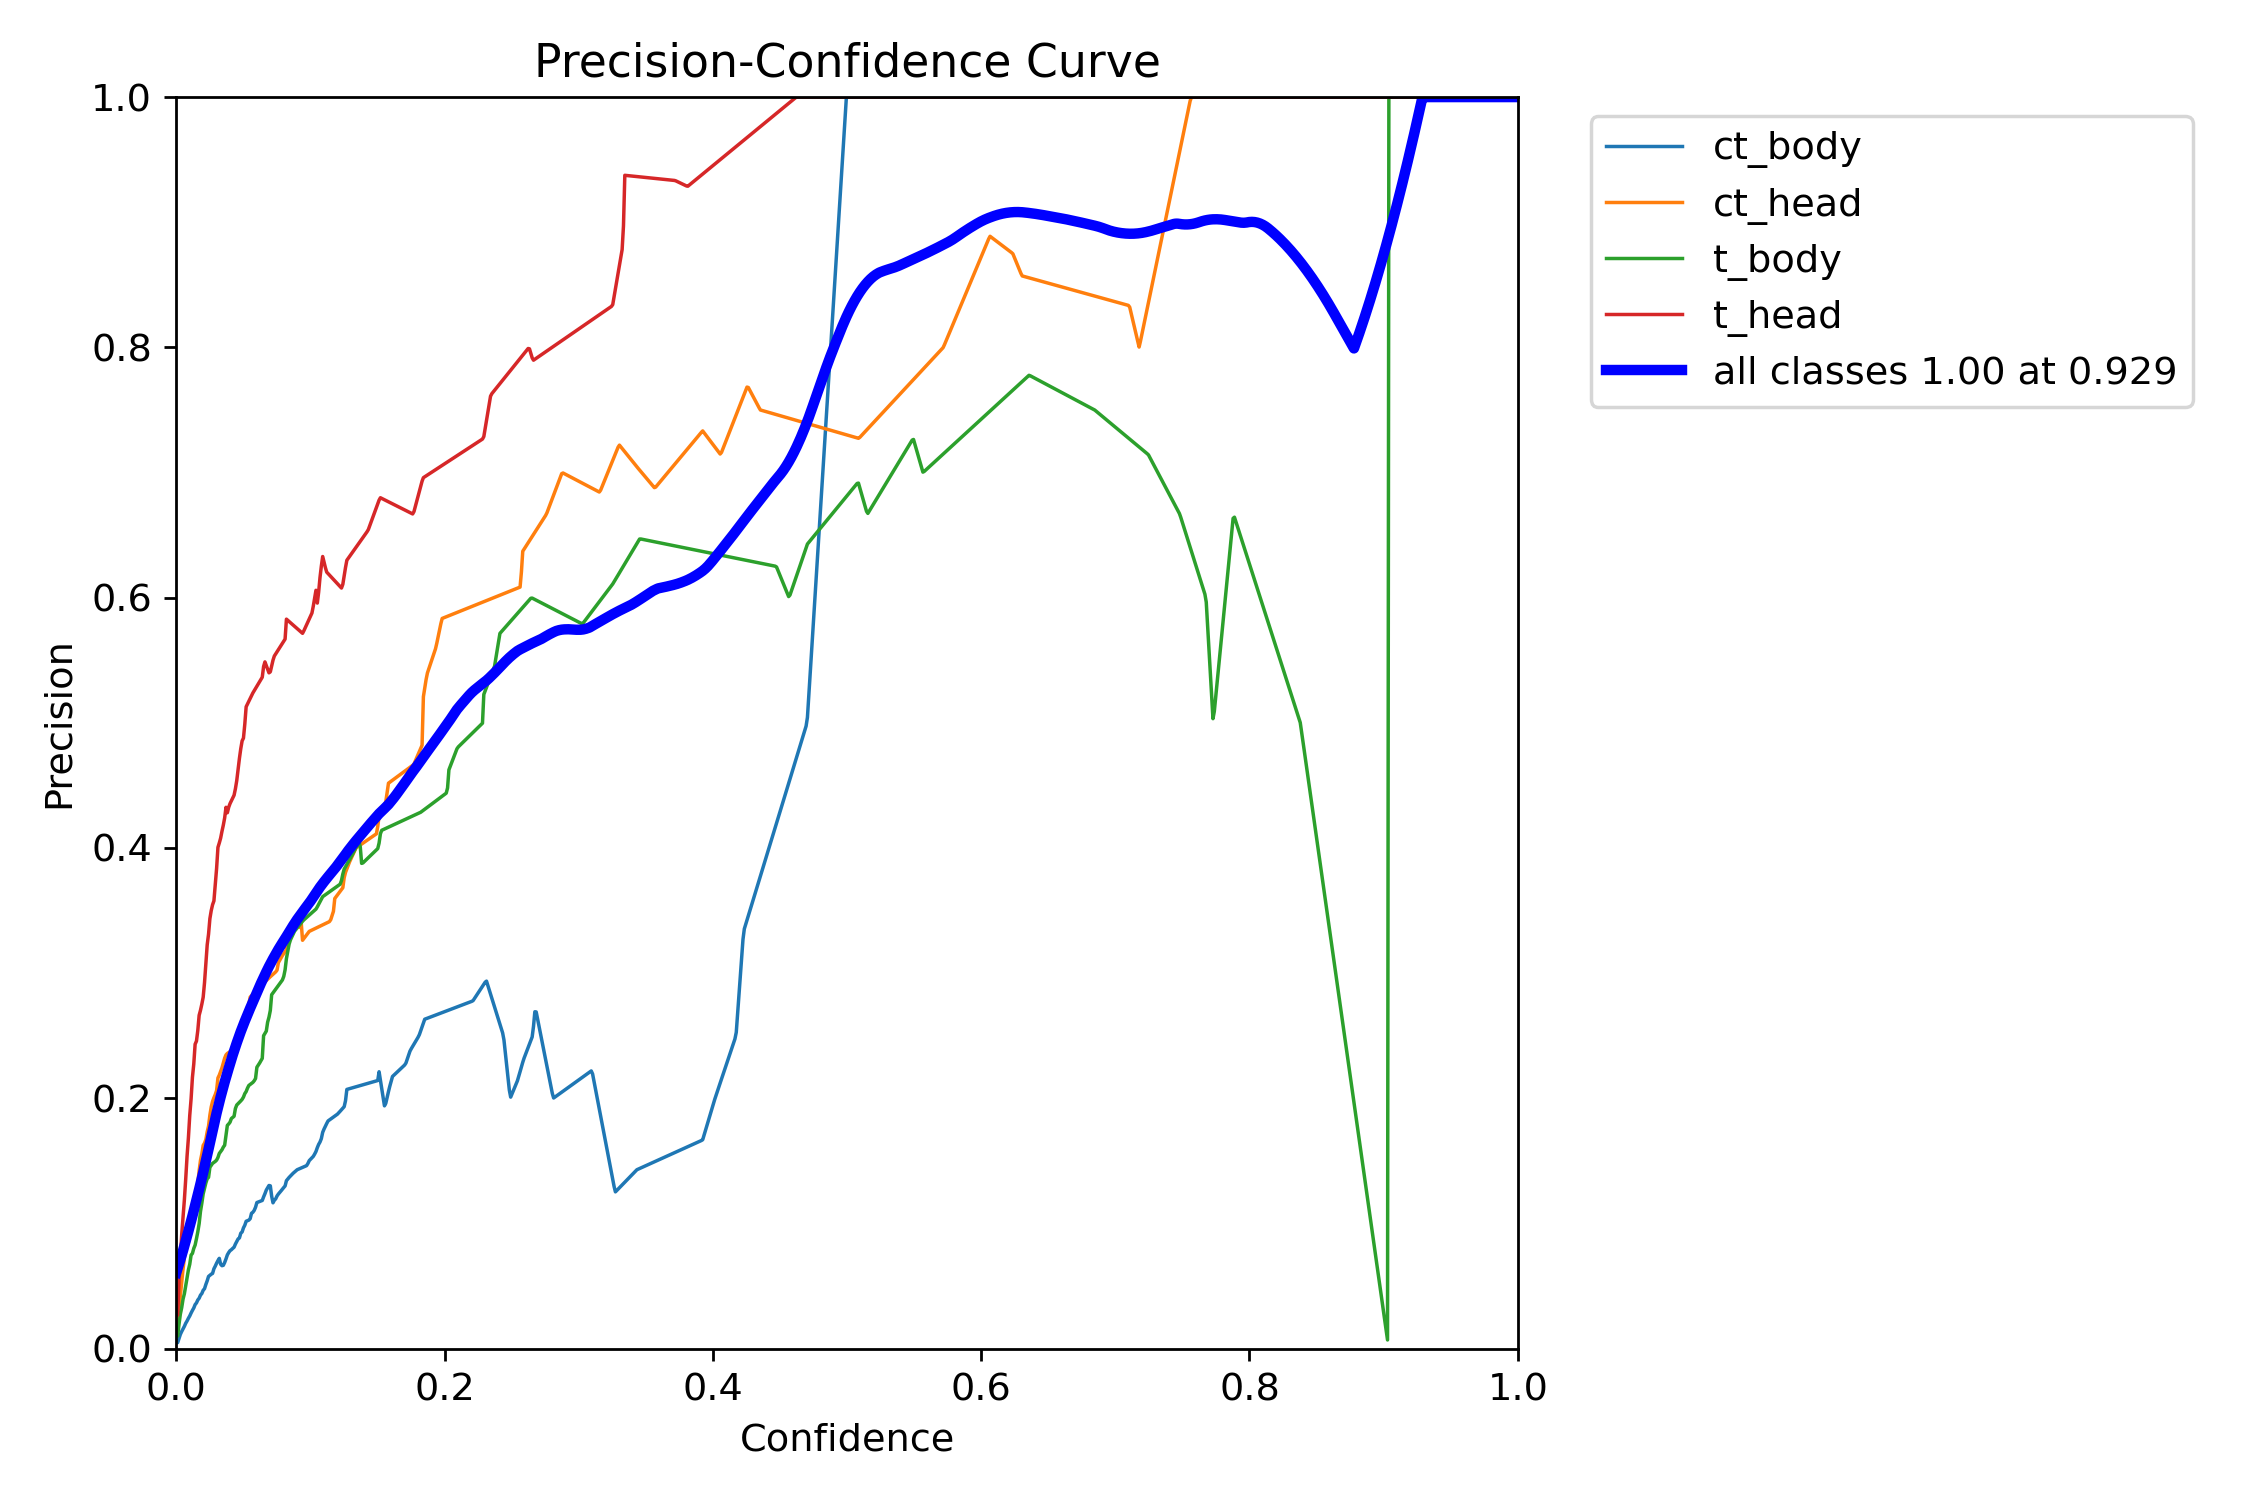 Precision-Confidence Curve
1.0
0.8
0.6
0.4
0.2
0.0
Precision
0.0 0.2 0.4 0.6 0.8 1.0
Confidence
ct_body
ct_head
t_body
t_head
all classes 1.00 at 0.929